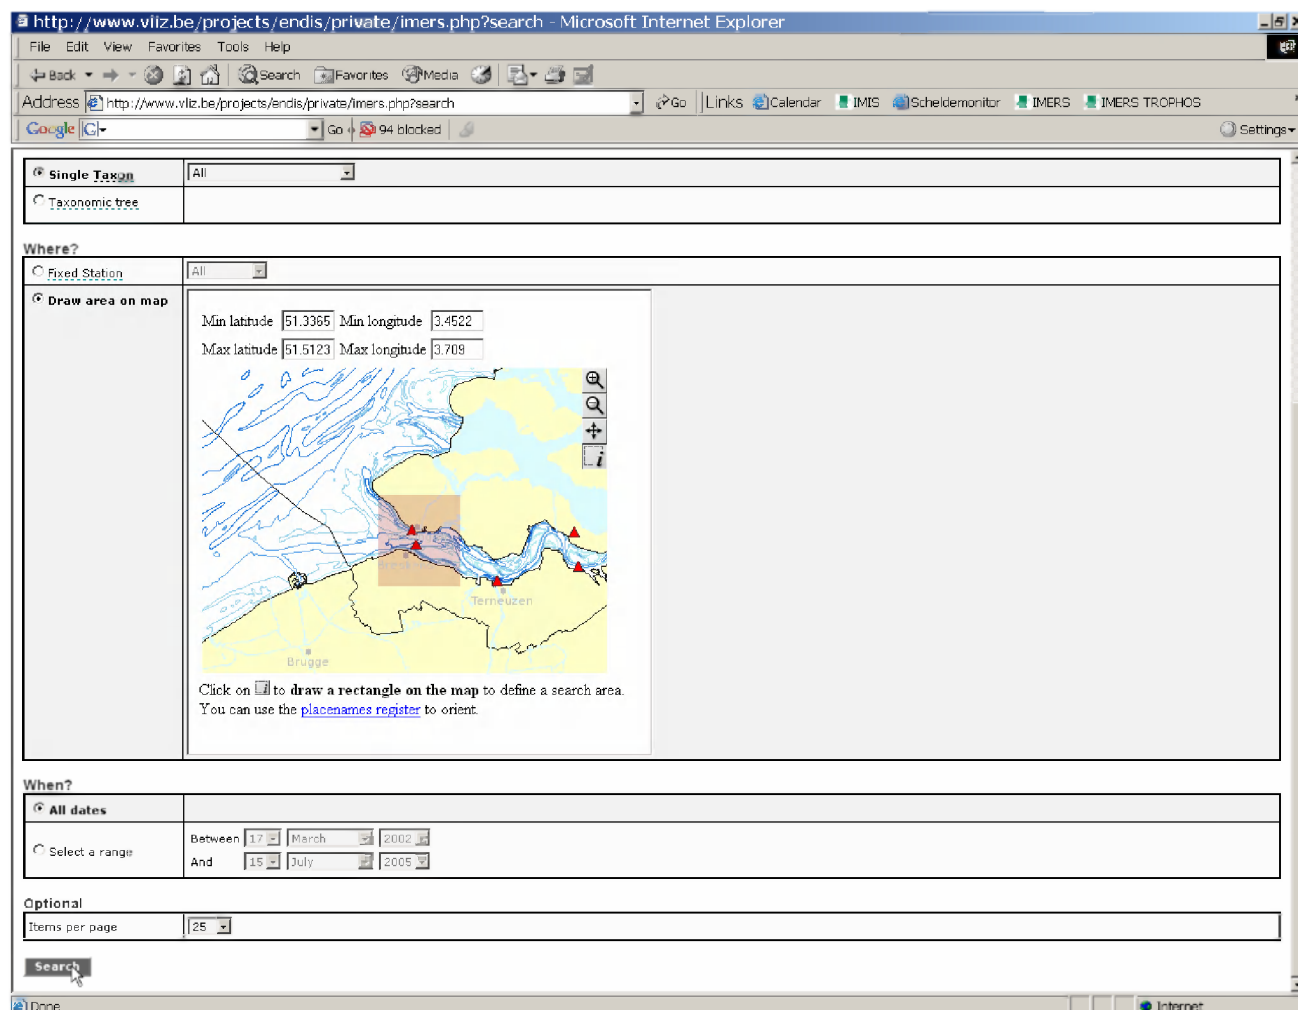 http://www.vliz.be/projects/endis/private/imers.php?search - Microsoft Internet Explorer
File Edit View Favorites Tools Help
Back Search Favorites Media
Address http://www.vliz.be/projects/endis/private/imers.php?search Go Links Calendar IMIS Scheldemonitor IMERS IMERS TROPHOS
Google G Go 94 blocked Settings
Single Taxon All
Taxonomic tree
Where?
Fixed Station All
Draw area on map
Min latitude 51.3365 Min longitude 3.4522
Max latitude 51.5123 Max longitude 3.709
Terneuzen
Brugge
Click on i to draw a rectangle on the map to define a search area.
You can use the placenames register to orient.
When?
All dates
Select a range
Between 17 March 2002
And 15 July 2005
Optional
Items per page 25
Search
Done Internet